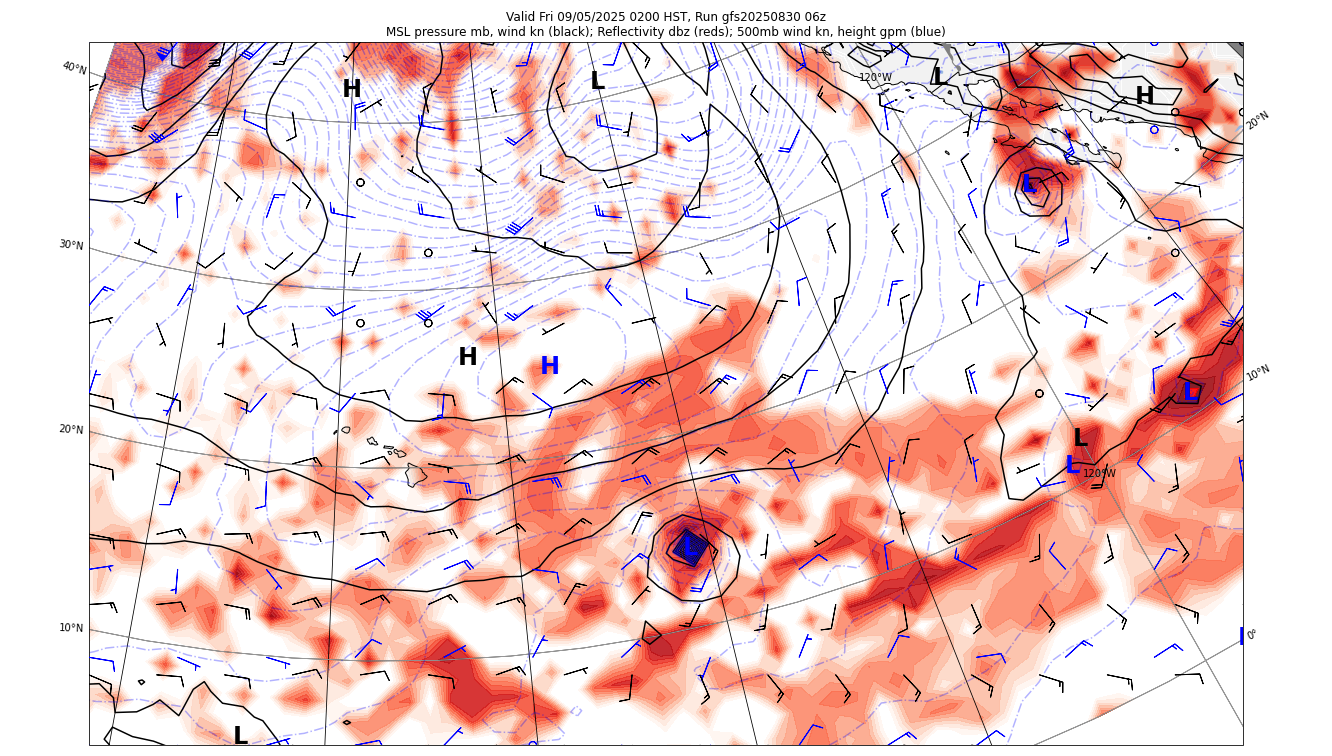 Valid Fri 09/05/2025 0200 HST, Run gfs20250830 06z
MSL pressure mb, wind kn (black); Reflectivity dbz (reds); 500mb wind kn, height gpm (blue)
40°N
H
L
120°W
L
H
20°N
L
30°N
H
H
10°N
L
20°N
L
L
120°W
L
10°N
0°
L